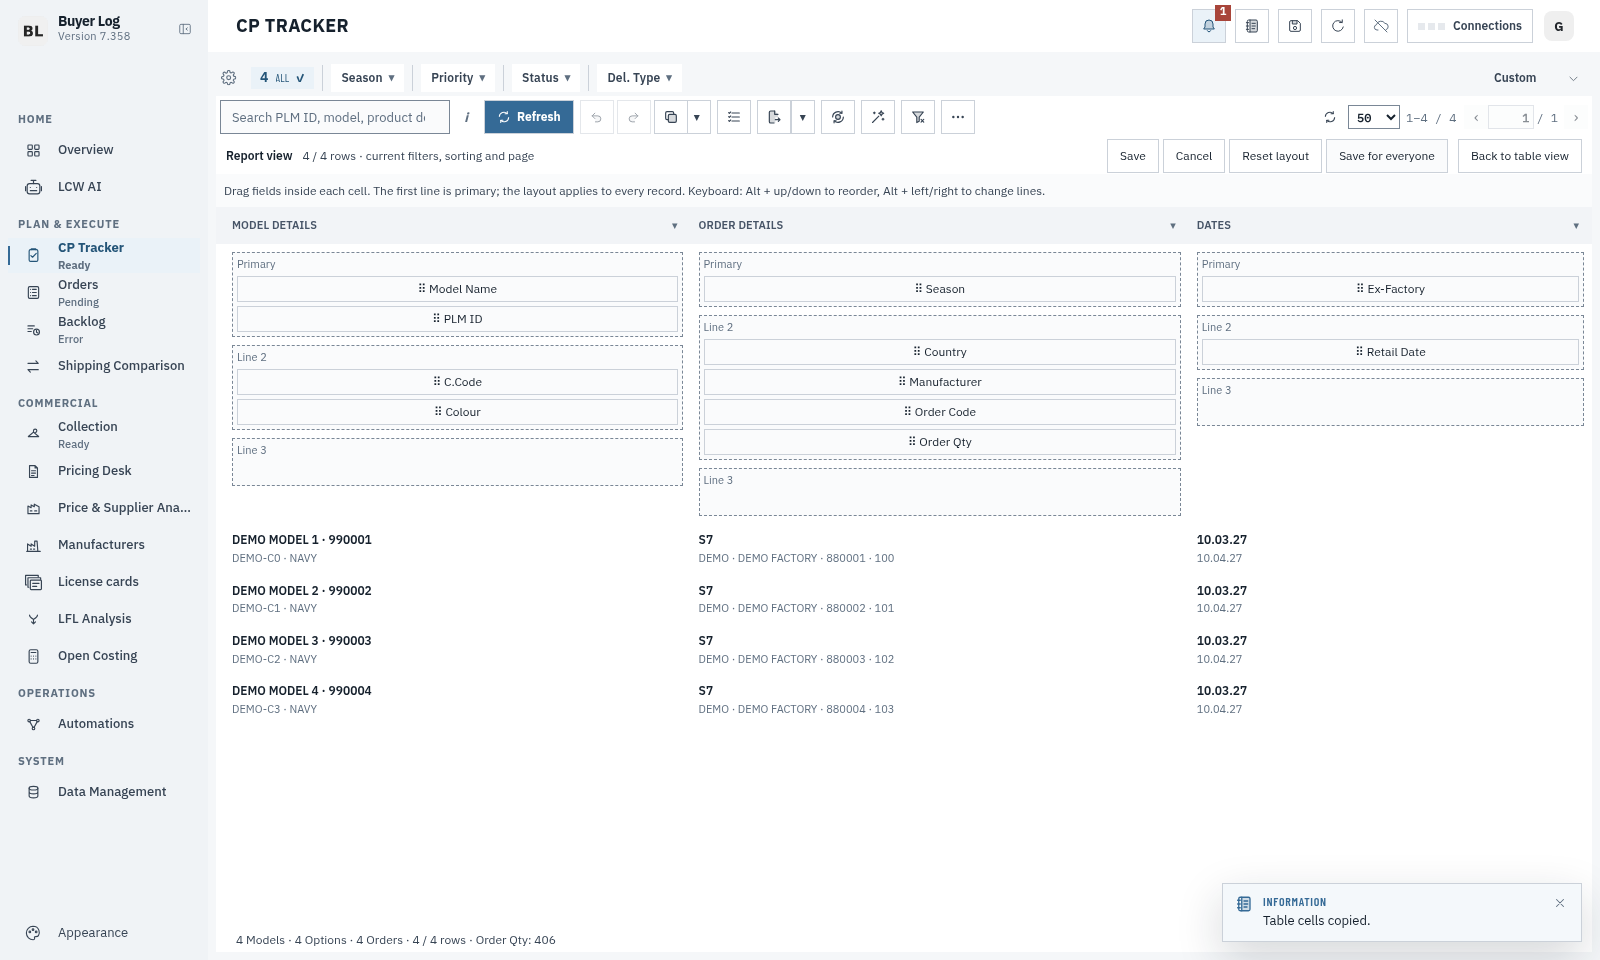 BL
Buyer Log
Version 7.358
HOME
Overview
LCW AI
PLAN & EXECUTE
CP Tracker
Ready
Orders
Pending
Backlog
Error
Shipping Comparison
COMMERCIAL
Collection
Ready
Pricing Desk
Price & Supplier Ana...
Manufacturers
License cards
LFL Analysis
Open Costing
OPERATIONS
Automations
SYSTEM
Data Management
Appearance
CP TRACKER
1
Connections
G
4 ALL
Season ▾
Priority ▾
Status ▾
Del. Type ▾
Custom
Search PLM ID, model, product de
i
Refresh
50
1–4 / 4
1 / 1
Report view 4 / 4 rows · current filters, sorting and page
Save
Cancel
Reset layout
Save for everyone
Back to table view
Drag fields inside each cell. The first line is primary; the layout applies to every record. Keyboard: Alt + up/down to reorder, Alt + left/right to change lines.
MODEL DETAILS ▾
ORDER DETAILS ▾
DATES ▾
Primary
Model Name
PLM ID
Line 2
C.Code
Colour
Line 3
Primary
Season
Line 2
Country
Manufacturer
Order Code
Order Qty
Line 3
Primary
Ex-Factory
Line 2
Retail Date
Line 3
DEMO MODEL 1 · 990001 S7 10.03.27
DEMO-C0 · NAVY DEMO · DEMO FACTORY · 880001 · 100 10.04.27
DEMO MODEL 2 · 990002 S7 10.03.27
DEMO-C1 · NAVY DEMO · DEMO FACTORY · 880002 · 101 10.04.27
DEMO MODEL 3 · 990003 S7 10.03.27
DEMO-C2 · NAVY DEMO · DEMO FACTORY · 880003 · 102 10.04.27
DEMO MODEL 4 · 990004 S7 10.03.27
DEMO-C3 · NAVY DEMO · DEMO FACTORY · 880004 · 103 10.04.27
4 Models · 4 Options · 4 Orders · 4 / 4 rows · Order Qty: 406
INFORMATION
Table cells copied.